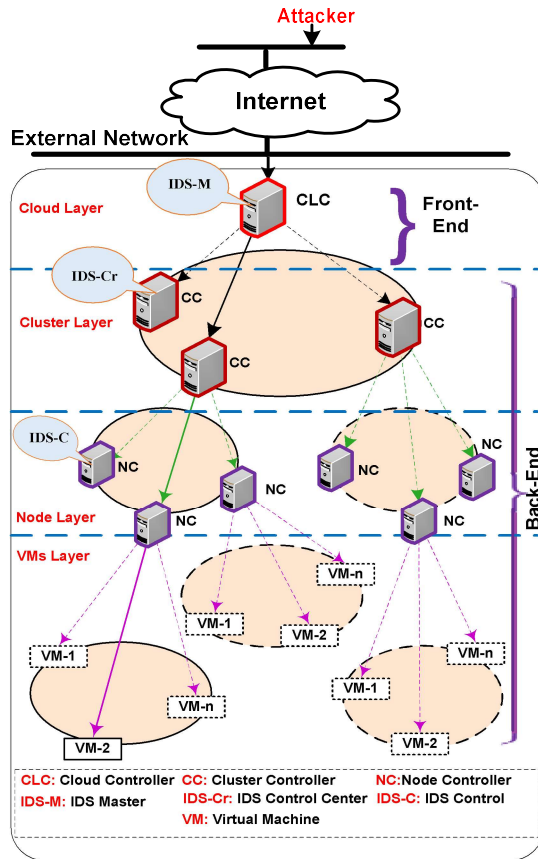 Attacker
Internet
External Network
IDS-M
CLC
Cloud Layer
Front-
End
IDS-Cr
CC
Cluster Layer
CC
CC
IDS-C
NC
NC
NC
NC
Node Layer
NC
NC
Back-End
VMs Layer
VM-n
VM-1
VM-2
VM-1
VM-n
VM-n
VM-1
VM-2
VM-2
CLC: Cloud Controller CC: Cluster Controller NC:Node Controller
IDS-M: IDS Master IDS-Cr: IDS Control Center IDS-C: IDS Control
VM: Virtual Machine